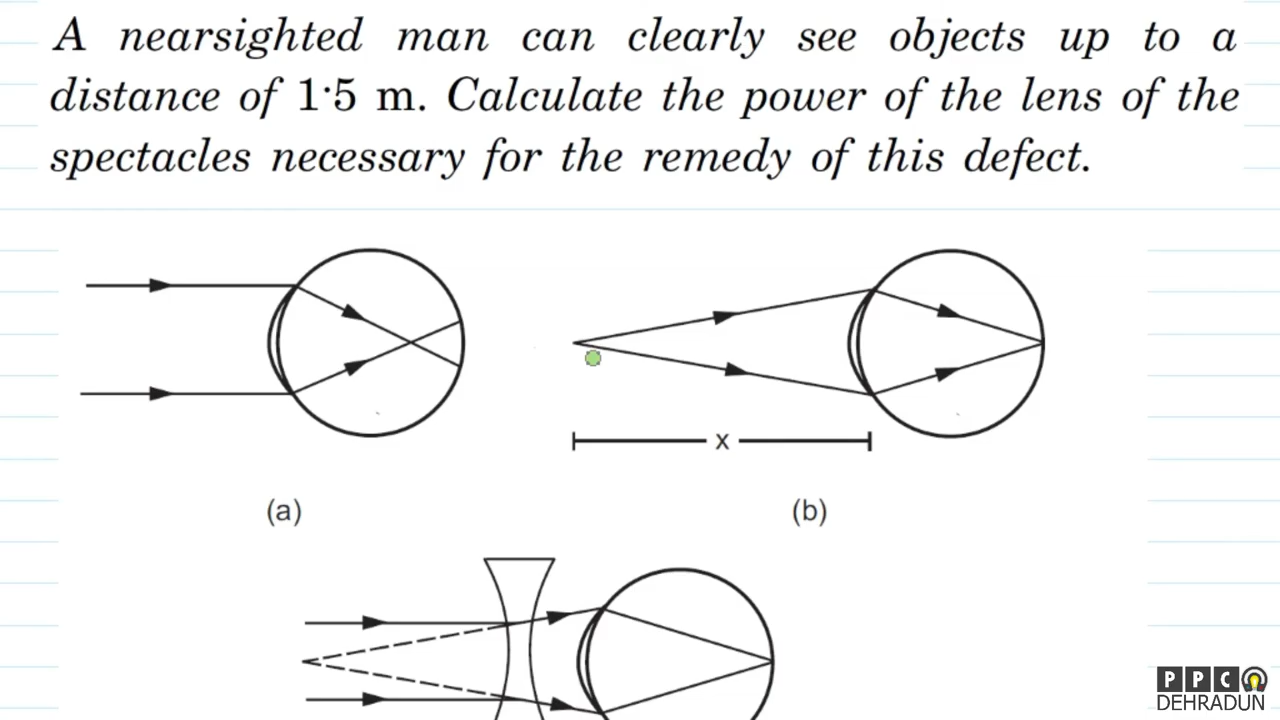 A nearsighted man can clearly see objects up to a
distance of 1·5 m. Calculate the power of the lens of the
spectacles necessary for the remedy of this defect.
x
(a)
(b)
PPC
DEHRADUN